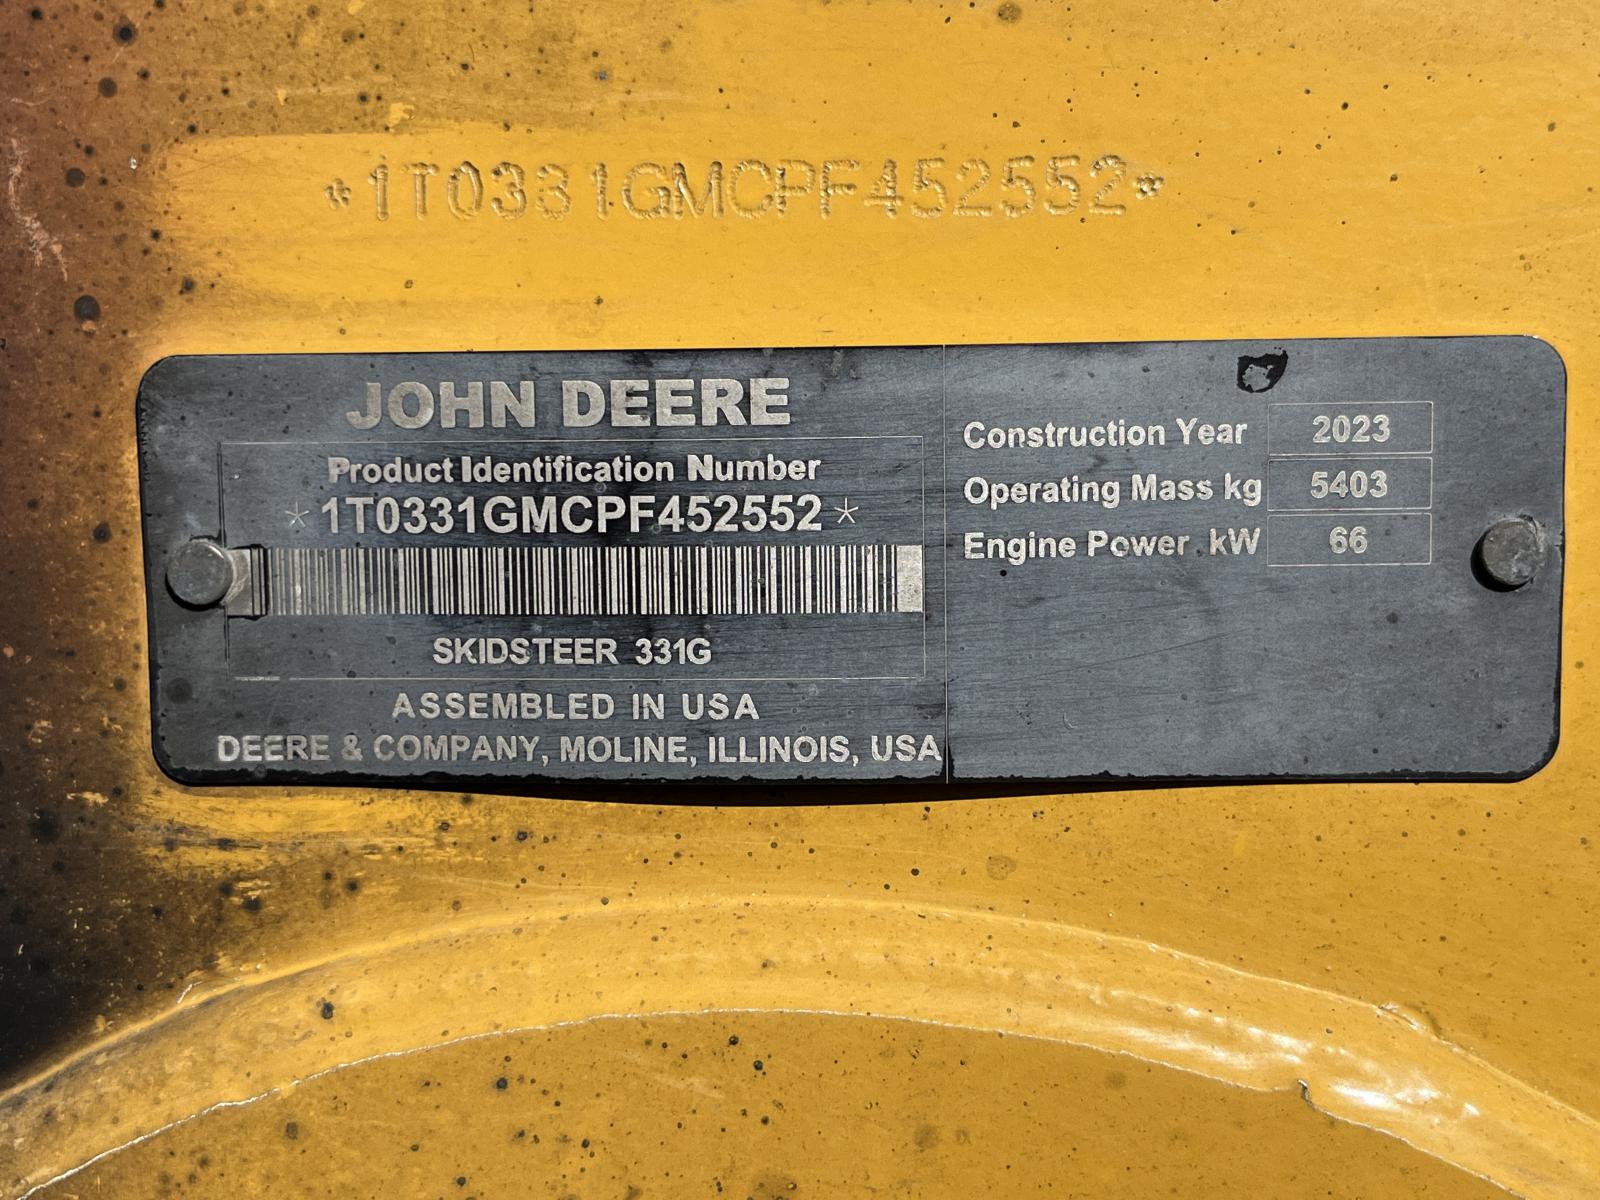 *1T0331GMCPF452552*
JOHN DEERE
Product Identification Number
*1T0331GMCPF452552*
SKIDSTEER 331G
ASSEMBLED IN USA
DEERE & COMPANY, MOLINE, ILLINOIS, USA
Construction Year 2023
Operating Mass kg 5403
Engine Power kW 66